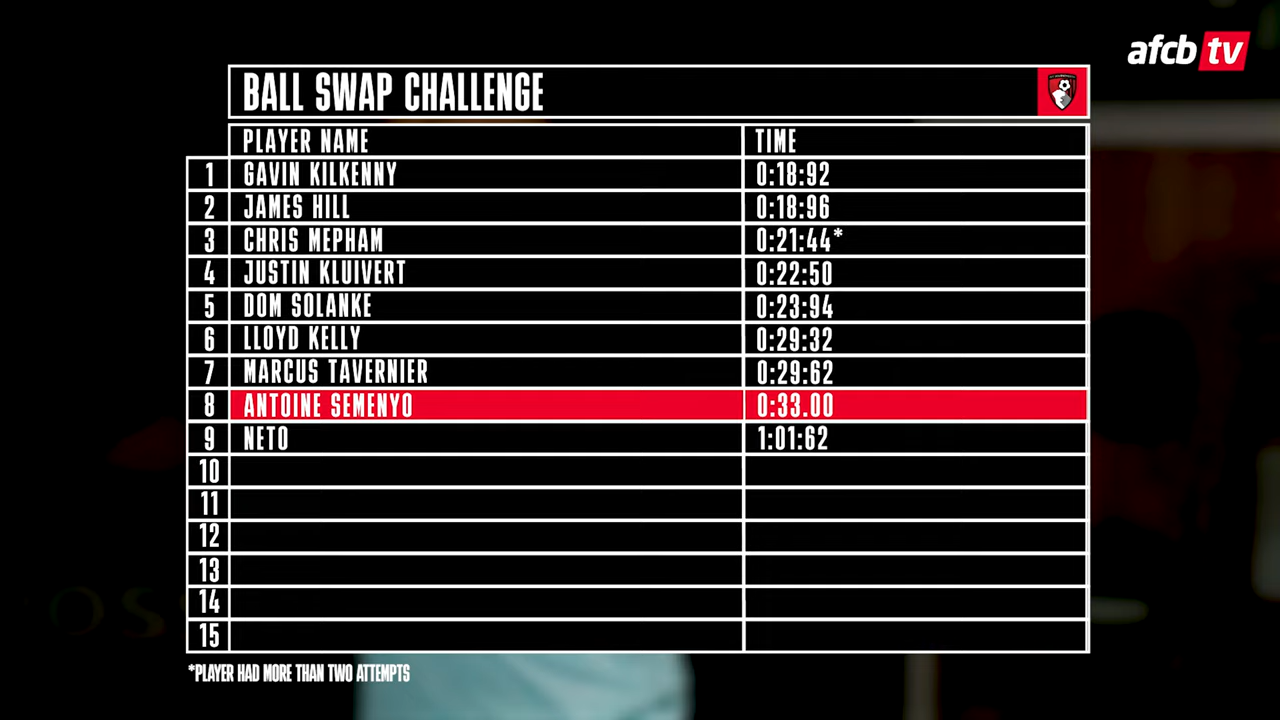 afcb tv
BALL SWAP CHALLENGE
PLAYER NAME TIME
1 GAVIN KILKENNY 0:18:92
2 JAMES HILL 0:18:96
3 CHRIS MEPHAM 0:21:44*
4 JUSTIN KLUIVERT 0:22:50
5 DOM SOLANKE 0:23:94
6 LLOYD KELLY 0:29:32
7 MARCUS TAVERNIER 0:29:62
8 ANTOINE SEMENYO 0:33.00
9 NETO 1:01:62
10
11
12
13
14
15
*PLAYER HAD MORE THAN TWO ATTEMPTS